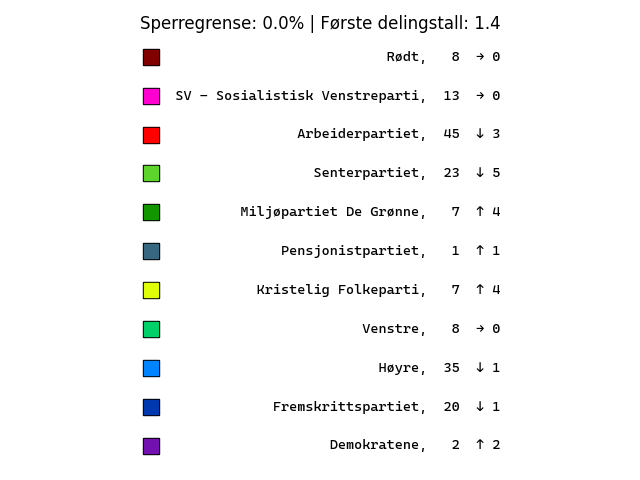 Sperregrense: 0.0% | Første delingstall: 1.4
Rødt, 8 → 0
SV – Sosialistisk Venstreparti, 13 → 0
Arbeiderpartiet, 45 ↓ 3
Senterpartiet, 23 ↓ 5
Miljøpartiet De Grønne, 7 ↑ 4
Pensjonistpartiet, 1 ↑ 1
Kristelig Folkeparti, 7 ↑ 4
Venstre, 8 → 0
Høyre, 35 ↓ 1
Fremskrittspartiet, 20 ↓ 1
Demokratene, 2 ↑ 2